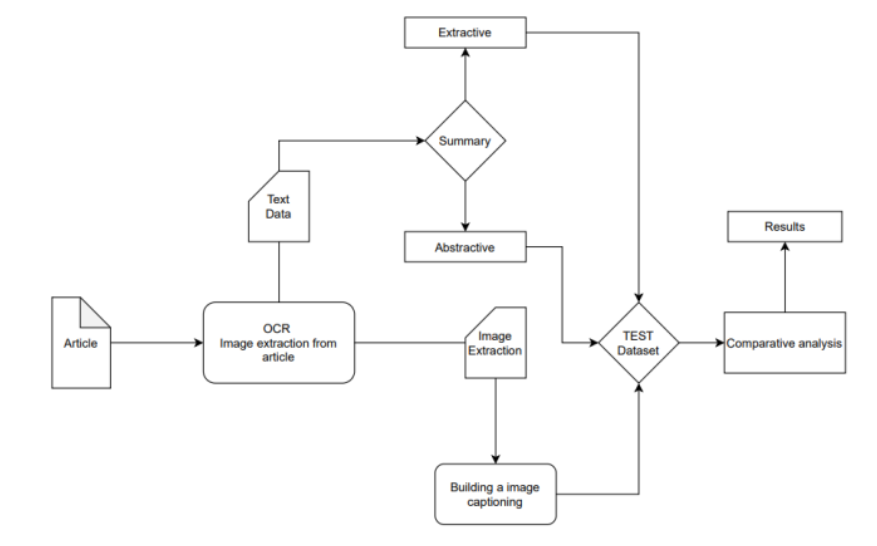 Extractive
Summary
Text
Data
Abstractive
Results
Article
OCR
Image extraction from
article
Image
Extraction
TEST
Dataset
Comparative analysis
Building a image
captioning